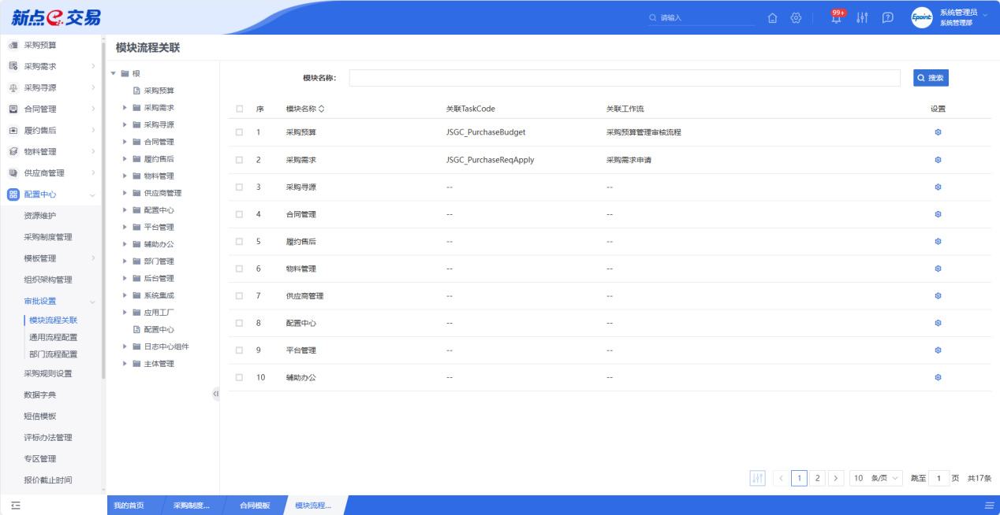 新点e交易
请输入
99+
Epoint
系统管理员
系统管理部
采购预算
采购需求
采购寻源
合同管理
履约售后
物料管理
供应商管理
配置中心
资源维护
采购制度管理
模板管理
组织架构管理
审批设置
模块流程关联
通用流程配置
部门流程配置
采购规则设置
数据字典
短信模板
评标办法管理
专区管理
报价截止时间
模块流程关联
根
采购预算
采购需求
采购寻源
合同管理
履约售后
物料管理
供应商管理
配置中心
平台管理
辅助办公
部门管理
后台管理
系统集成
应用工厂
配置中心
日志中心组件
主体管理
模块名称：
搜索
序 模块名称 关联TaskCode 关联工作流 设置
1 采购预算 JSGC_PurchaseBudget 采购预算管理审核流程
2 采购需求 JSGC_PurchaseReqApply 采购需求申请
3 采购寻源 -- --
4 合同管理 -- --
5 履约售后 -- --
6 物料管理 -- --
7 供应商管理 -- --
8 配置中心 -- --
9 平台管理 -- --
10 辅助办公 -- --
1 2 10 条/页 跳至 1 页 共17条
我的首页 采购制度... 合同模板 模块流程...